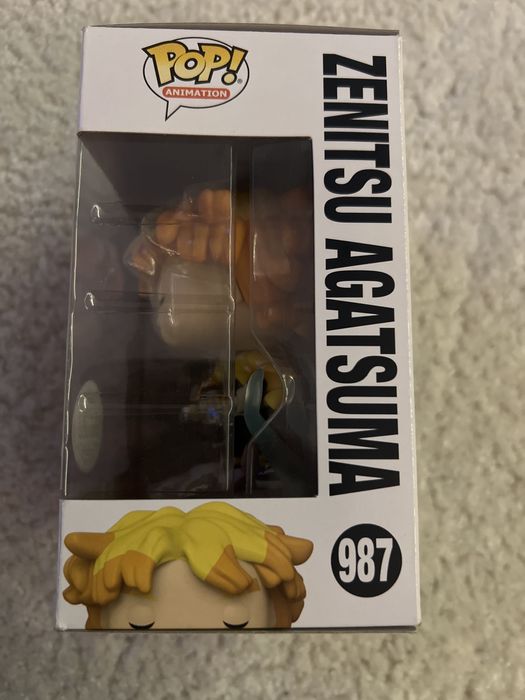 POP!
ANIMATION
ZENITSU AGATSUMA
987